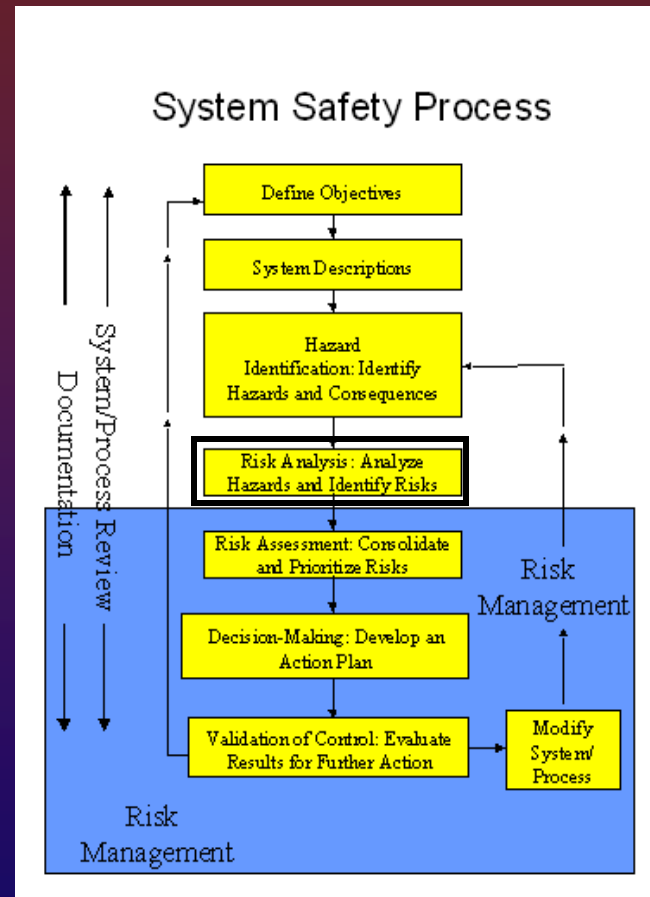 System Safety Process
Define Objectives
System Descriptions
Hazard
Identification: Identify
Hazards and Consequences
Risk Analysis: Analyze
Hazards and Identify Risks
Risk Assessment: Consolidate
and Prioritize Risks
Decision-Making: Develop an
Action Plan
Validation of Control: Evaluate
Results for Further Action
Modify
System/
Process
Risk
Management
Risk
Management
System/Process Review
Documentation